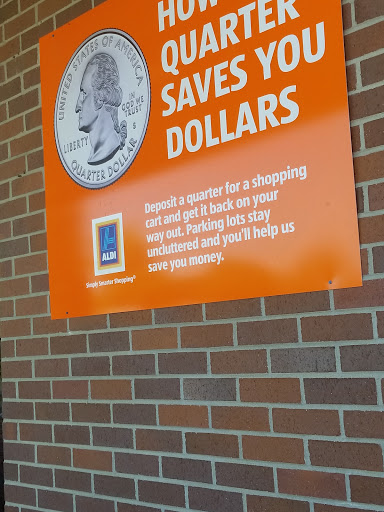 HOW
QUARTER
SAVES YOU
DOLLARS
UNITED STATES OF AMERICA
IN
GOD WE
TRUST
S
LIBERTY
QUARTER DOLLAR
Deposit a quarter for a shopping
cart and get it back on your
way out. Parking lots stay
uncluttered and you'll help us
save you money.
ALDI
Simply Smarter Shopping®